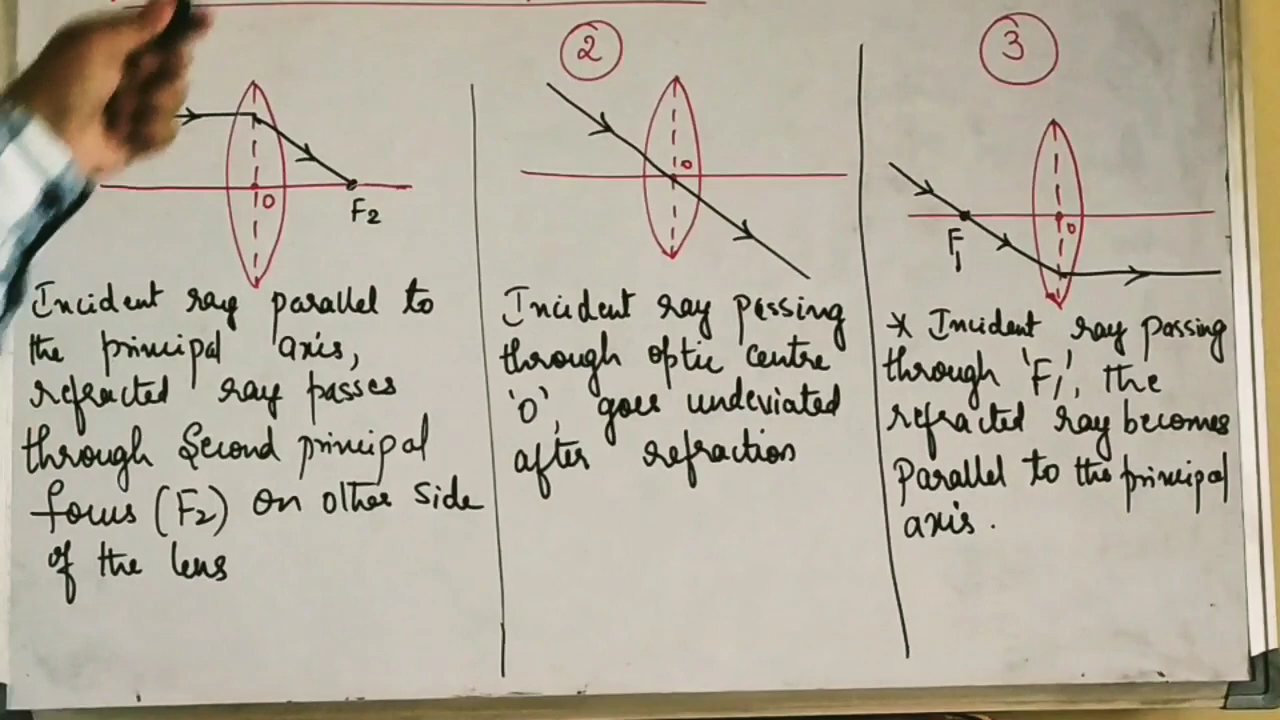 O
F2
Incident ray parallel to
the principal axis,
refracted ray passes
through Second principal
focus (F2) on other side
of the lens
2
O
Incident ray passing
through optic centre
'O', goes undeviated
after refraction
3
F1
O
* Incident ray passing
through 'F1', the
refracted ray becomes
parallel to the principal
axis.